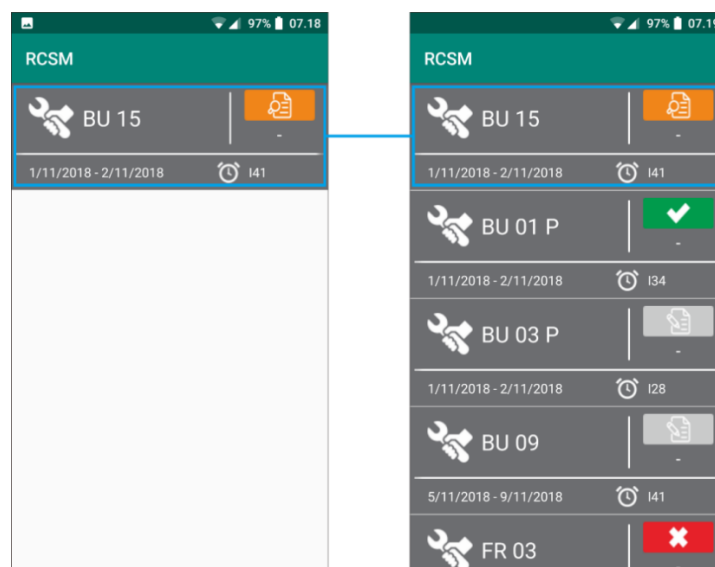 97% 07.18
RCSM
BU 15
-
1/11/2018 - 2/11/2018 I41
97% 07.19
RCSM
BU 15
-
1/11/2018 - 2/11/2018 I41
BU 01 P
-
1/11/2018 - 2/11/2018 I34
BU 03 P
-
1/11/2018 - 2/11/2018 I28
BU 09
-
5/11/2018 - 9/11/2018 I41
FR 03